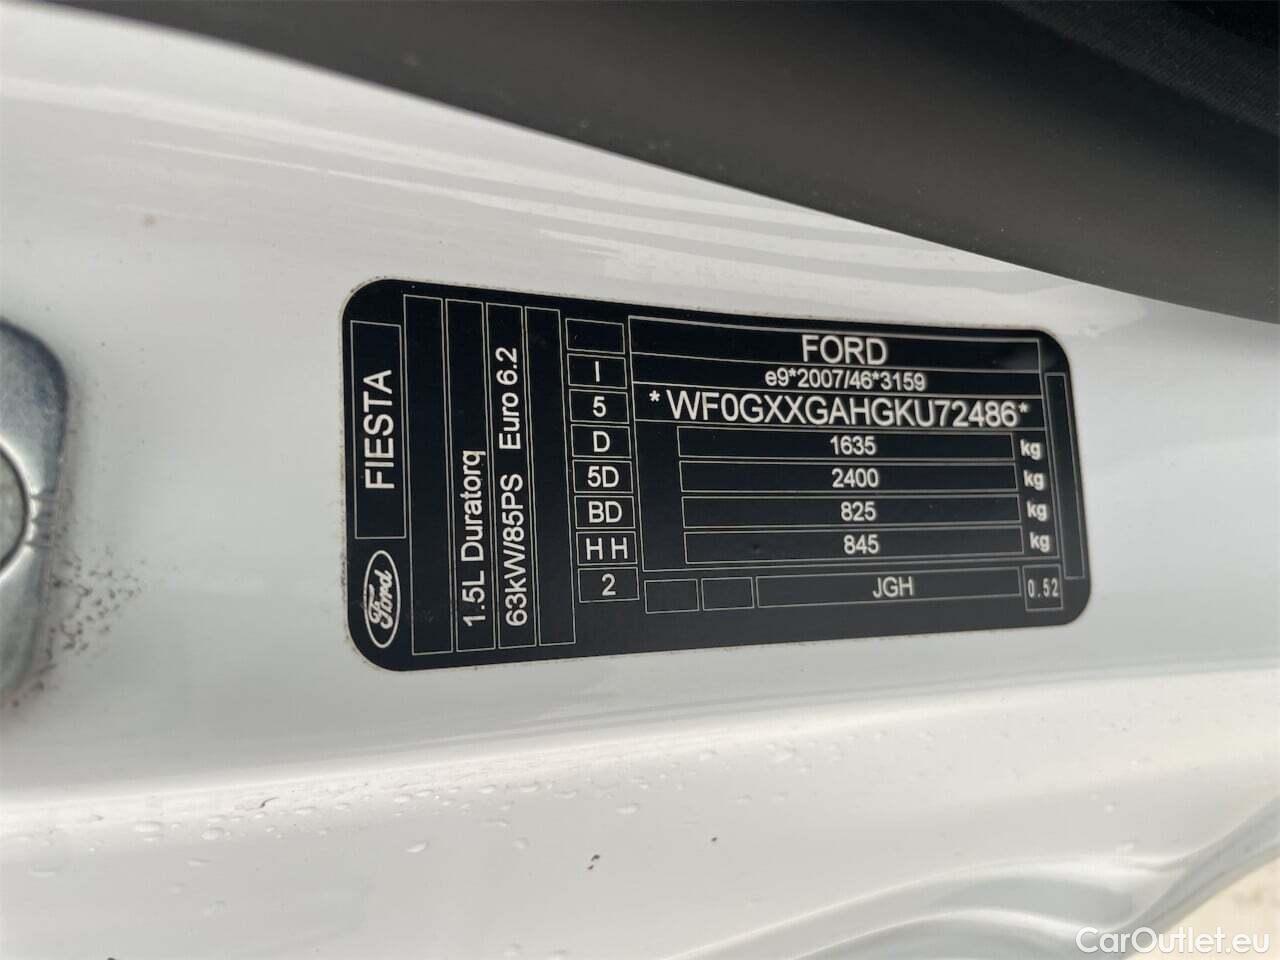 FORD
e9*2007/46*3159
*WF0GXXGAHGKU72486*
1635 kg
2400 kg
825 kg
845 kg
JGH
0.52
I
5
D
5D
BD
H H
2
FIESTA
Ford
1.5L Duratorq
63kW/85PS Euro 6.2
CarOutlet.eu